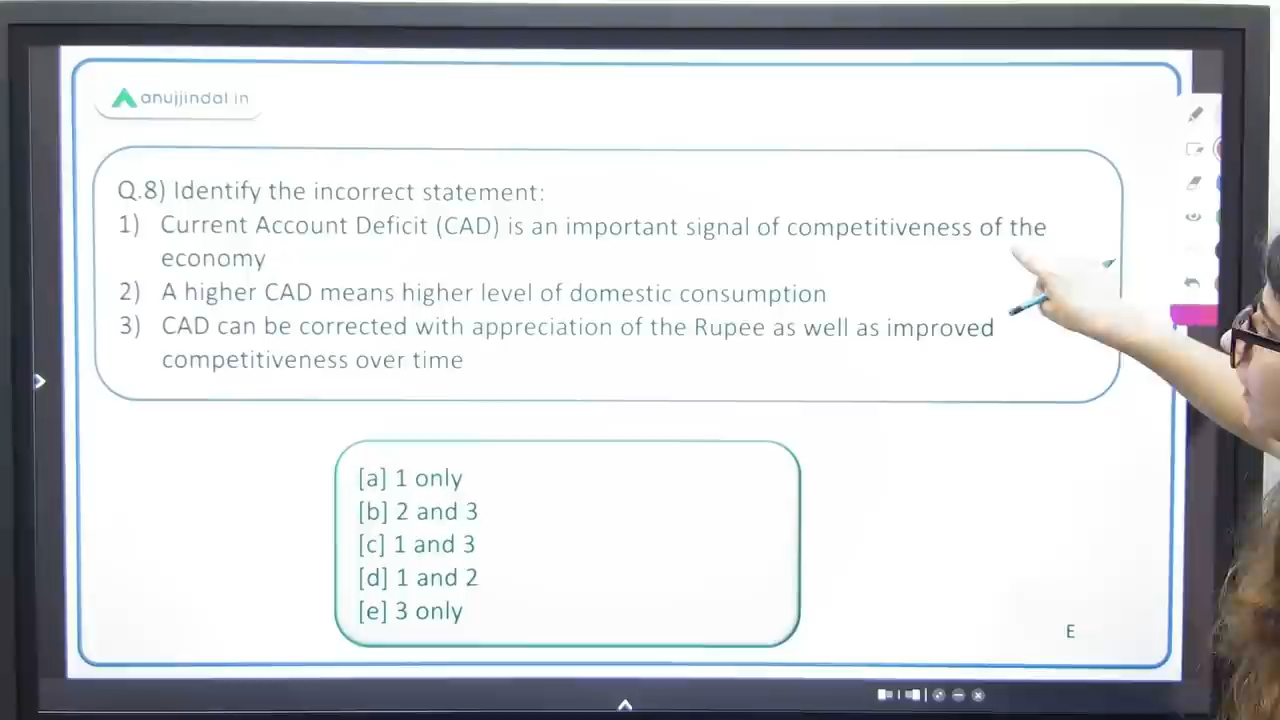 anujjindal in
Q.8) Identify the incorrect statement:
1) Current Account Deficit (CAD) is an important signal of competitiveness of the
economy
2) A higher CAD means higher level of domestic consumption
3) CAD can be corrected with appreciation of the Rupee as well as improved
competitiveness over time
[a] 1 only
[b] 2 and 3
[c] 1 and 3
[d] 1 and 2
[e] 3 only
E